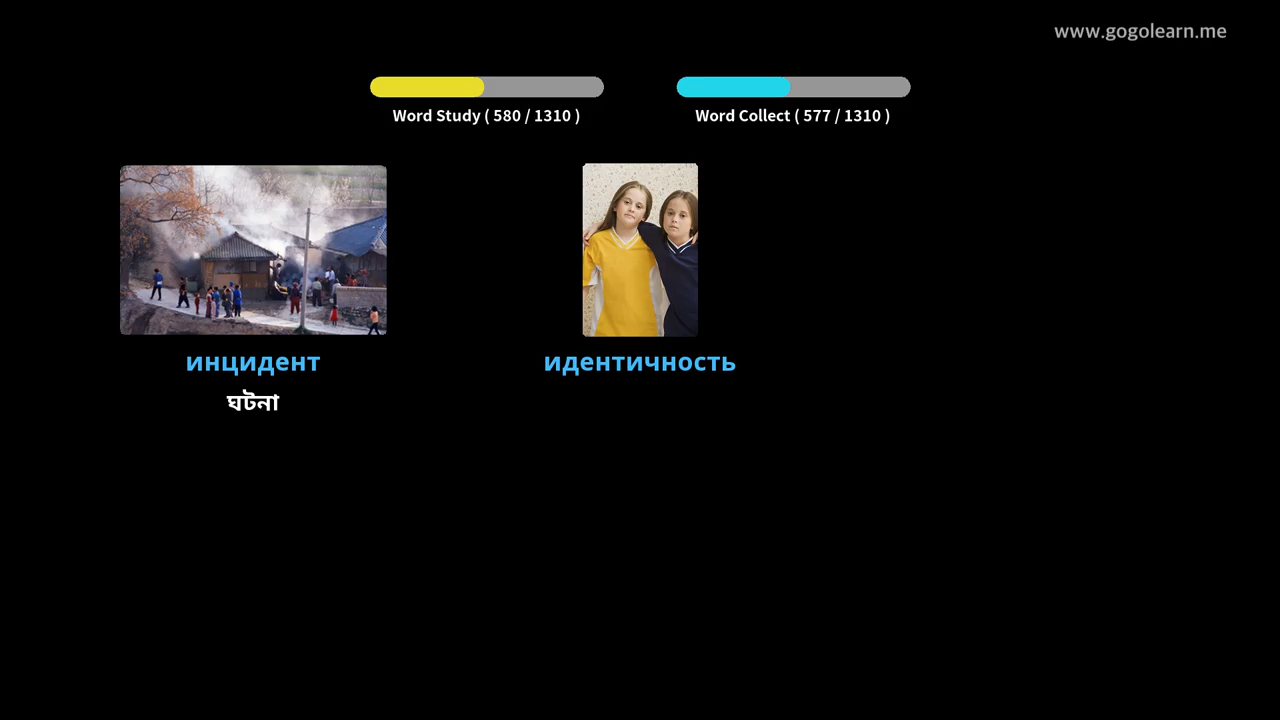 www.gogolearn.me
Word Study ( 580 / 1310 )
Word Collect ( 577 / 1310 )
инцидент
идентичность
ঘটনা